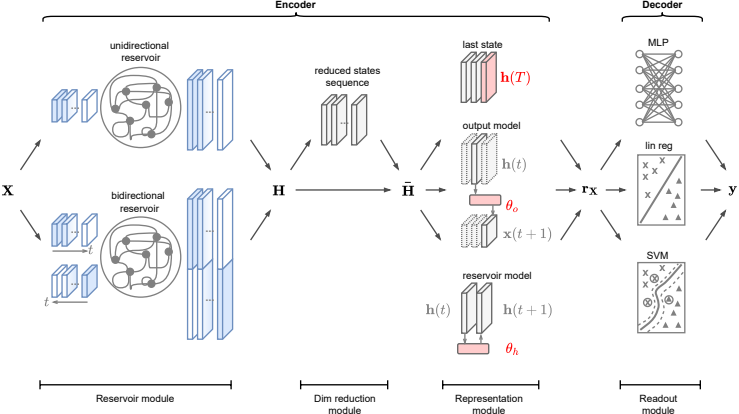 Encoder
Decoder
unidirectional
reservoir
...
...
reduced states
sequence
...
last state
h(T)
MLP
output model
h(t)
θo
x(t + 1)
lin reg
X
H
H̄
rX
y
bidirectional
reservoir
...
t
...
t
...
...
reservoir model
h(t)
h(t + 1)
θh
SVM
Reservoir module
Dim reduction
module
Representation
module
Readout module